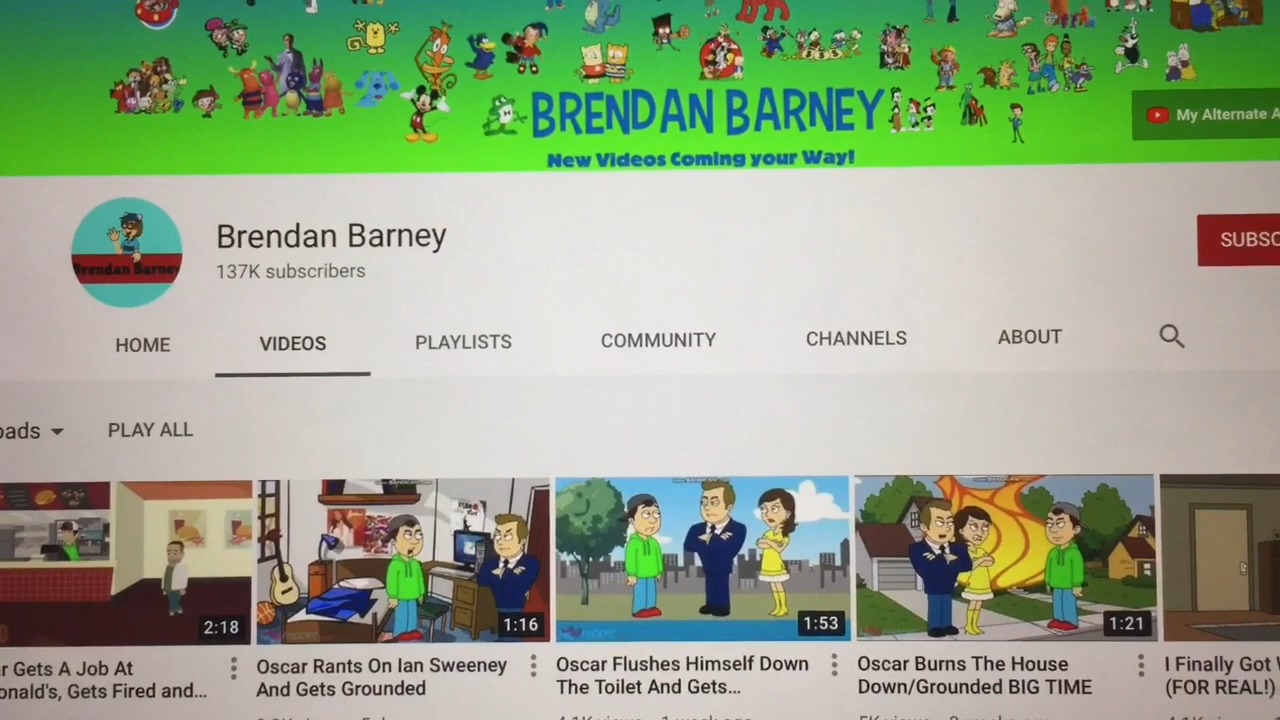 BRENDAN BARNEY
My Alternate A
New Videos Coming your Way!
Brendan Barney
Brendan Barney
137K subscribers
SUBSC
HOME VIDEOS PLAYLISTS COMMUNITY CHANNELS ABOUT
oads PLAY ALL
2:18 1:16 1:53 1:21
r Gets A Job At
onald's, Gets Fired and...
Oscar Rants On Ian Sweeney
And Gets Grounded
Oscar Flushes Himself Down
The Toilet And Gets...
Oscar Burns The House
Down/Grounded BIG TIME
I Finally Got
(FOR REAL!)